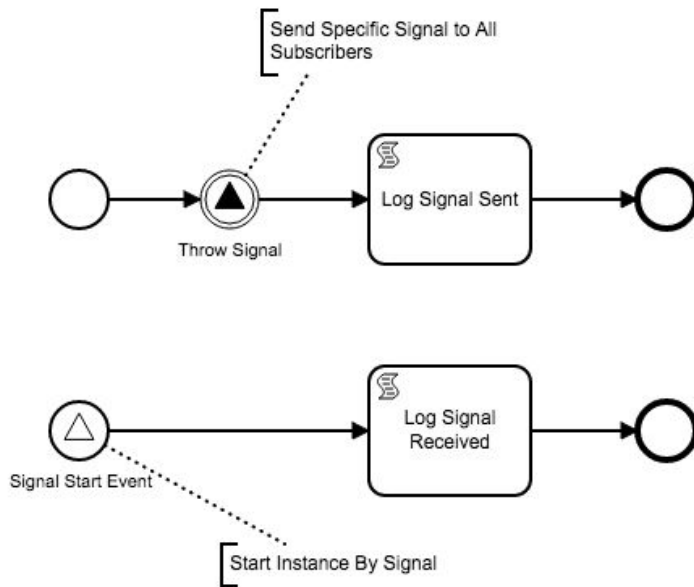 Send Specific Signal to All
Subscribers
Log Signal Sent
Throw Signal
Log Signal
Received
Signal Start Event
Start Instance By Signal